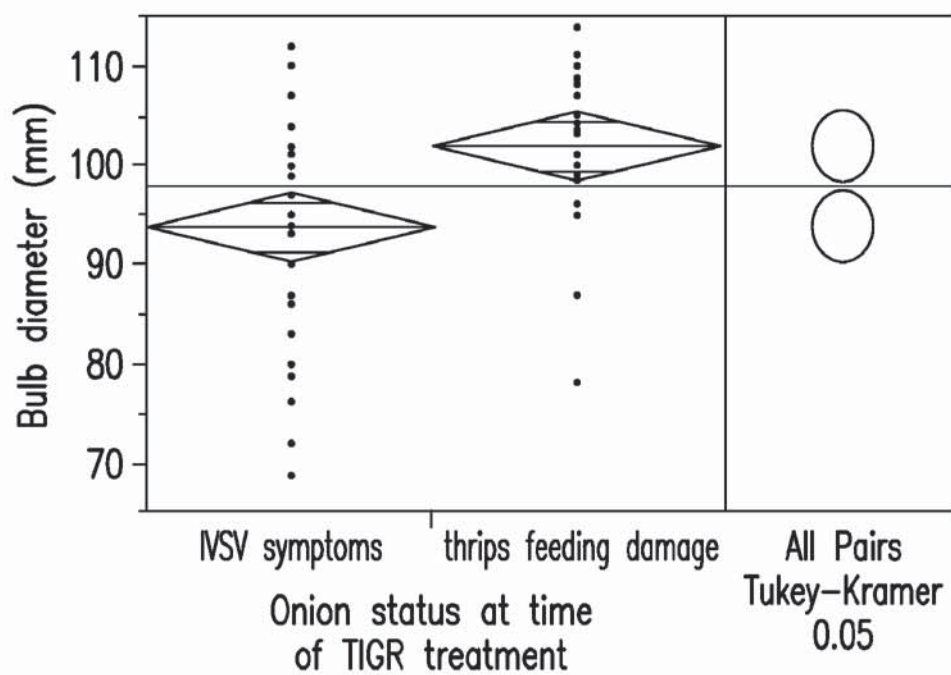 Bulb diameter (mm)
110
100
90
80
70
IVSV symptoms
thrips feeding damage
All Pairs
Tukey-Kramer
0.05
Onion status at time
of TIGR treatment